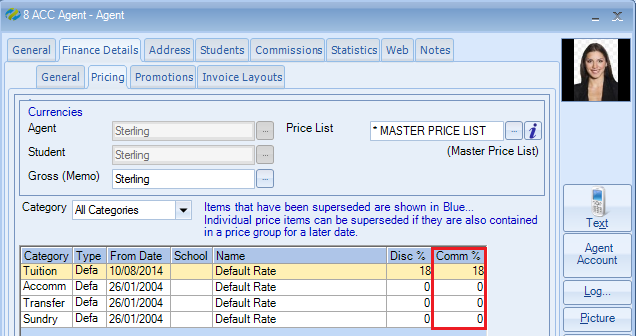 8 ACC Agent - Agent
General Finance Details Address Students Commissions Statistics Web Notes
General Pricing Promotions Invoice Layouts
Currencies
Agent Sterling ... Price List * MASTER PRICE LIST ... i
Student Sterling ... (Master Price List)
Gross (Memo) Sterling ...
Category All Categories Items that have been superseded are shown in Blue...
Individual price items can be superseded if they are also contained
in a price group for a later date.
Category Type From Date School Name Disc % Comm %
Tuition Defa 10/08/2014 Default Rate 18 18
Accomm Defa 26/01/2004 Default Rate 0 0
Transfer Defa 26/01/2004 Default Rate 0 0
Sundry Defa 26/01/2004 Default Rate 0 0
Text
Agent
Account
Log...
Picture